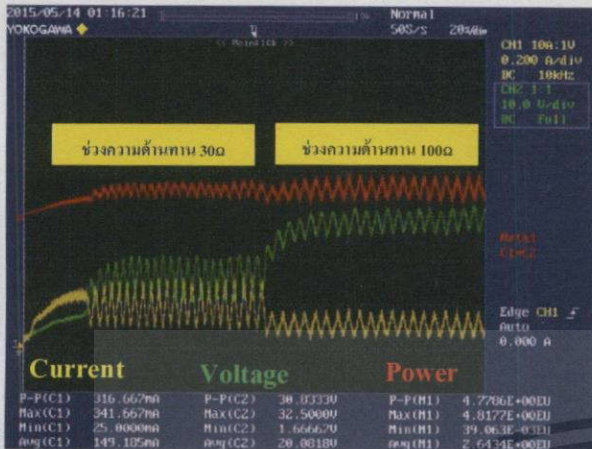 2015/05/14 01:16:21 Normal
YOKOGAWA 50S/s 20s/div
CH1 10A:1V
0.200 A/div
DC 10kHz
CH2 1:1
10.0 V/div
DC Full
ช่วงความต้านทาน 30Ω ช่วงความต้านทาน 100Ω
Math1
C1*C2
Edge CH1
Auto
0.000 A
Current Voltage Power
P-P(C1) 316.667mA P-P(C2) 30.8333V P-P(M1) 4.7786E+00EU
Max(C1) 341.667mA Max(C2) 32.5000V Max(M1) 4.8177E+00EU
Min(C1) 25.0000mA Min(C2) 1.66667V Min(M1) 39.063E-03EU
Avg(C1) 149.185mA Avg(C2) 20.0818V Avg(M1) 2.6434E+00EU